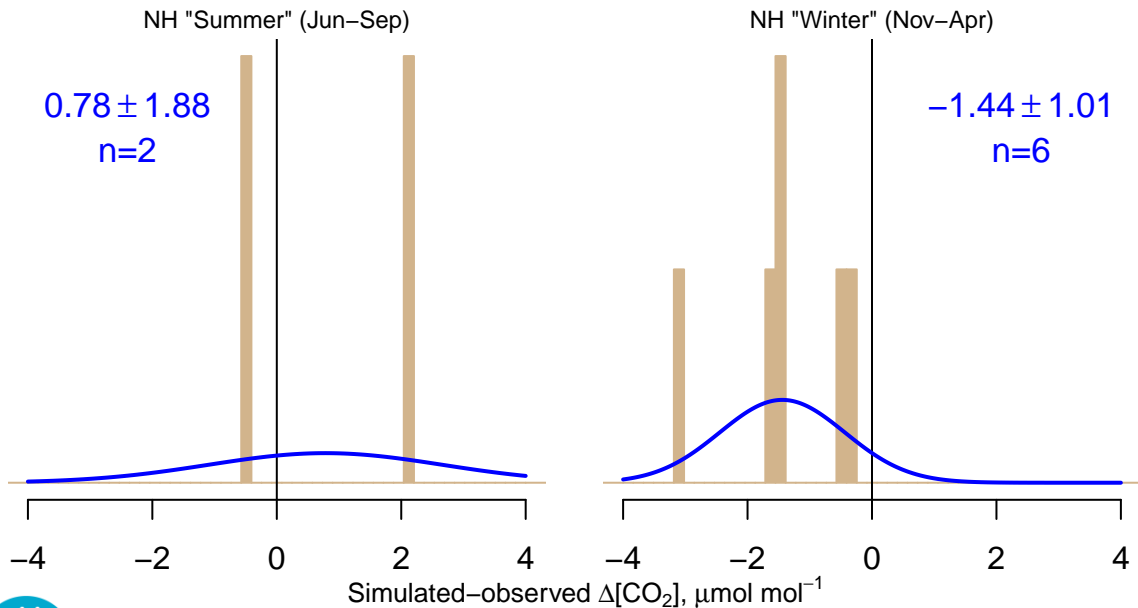 NH "Summer" (Jun−Sep)
0.78 ± 1.88
n=2
−4 −2 0 2 4
NH "Winter" (Nov−Apr)
−1.44 ± 1.01
n=6
−4 −2 0 2 4
Simulated−observed Δ[CO₂], μmol mol⁻¹